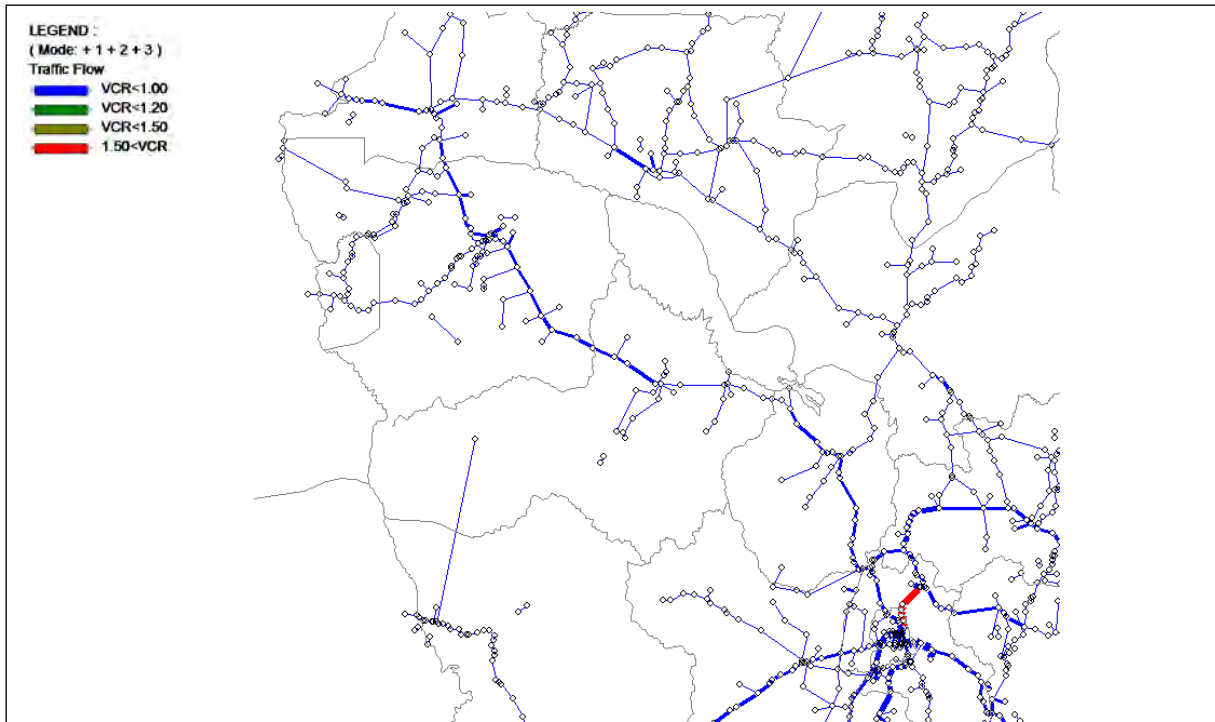 LEGEND :
( Mode: + 1 + 2 + 3 )
Traffic Flow
VCR<1.00
VCR<1.20
VCR<1.50
1.50<VCR